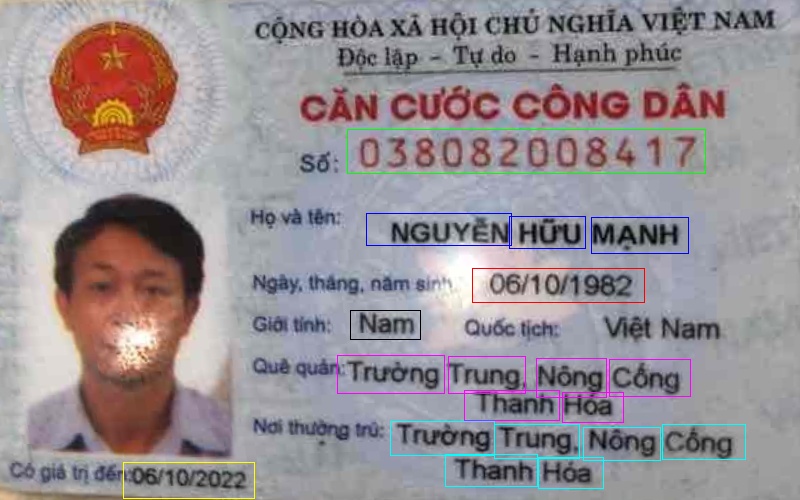 CỘNG HÒA XÃ HỘI CHỦ NGHĨA VIỆT NAM
Độc lập - Tự do - Hạnh phúc
CĂN CƯỚC CÔNG DÂN
Số: 038082008417
Họ và tên: NGUYỄN HỮU MẠNH
Ngày, tháng, năm sinh: 06/10/1982
Giới tính: Nam Quốc tịch: Việt Nam
Quê quán: Trường Trung, Nông Cống
Thanh Hóa
Nơi thường trú: Trường Trung, Nông Cống
Thanh Hóa
Có giá trị đến: 06/10/2022